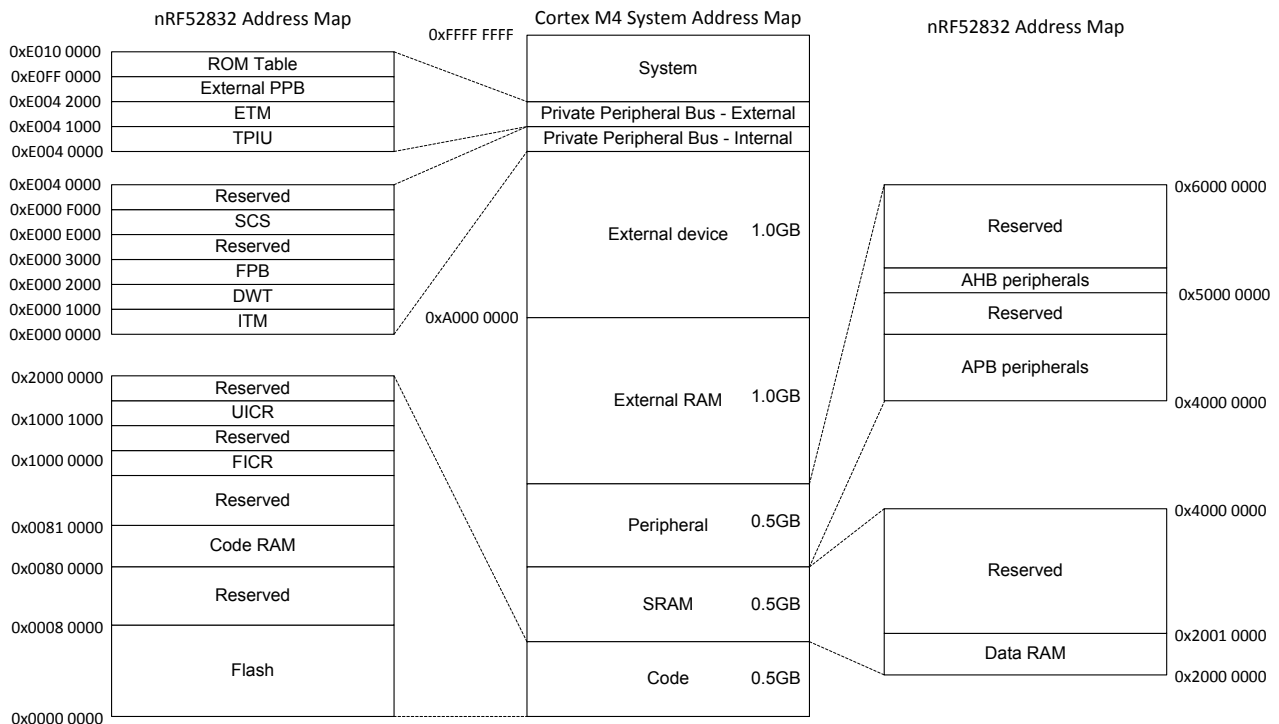 nRF52832 Address Map
0xE010 0000
ROM Table
0xE0FF 0000
External PPB
0xE004 2000
ETM
0xE004 1000
TPIU
0xE004 0000
0xE004 0000
Reserved
0xE000 F000
SCS
0xE000 E000
Reserved
0xE000 3000
FPB
0xE000 2000
DWT
0xE000 1000
ITM
0xE000 0000
0x2000 0000
Reserved
UICR
0x1000 1000
Reserved
0x1000 0000
FICR
Reserved
0x0081 0000
Code RAM
0x0080 0000
Reserved
0x0008 0000
Flash
0x0000 0000
Cortex M4 System Address Map
0xFFFF FFFF
System
Private Peripheral Bus - External
Private Peripheral Bus - Internal
External device 1.0GB
0xA000 0000
External RAM 1.0GB
Peripheral 0.5GB
SRAM 0.5GB
Code 0.5GB
nRF52832 Address Map
0x6000 0000
Reserved
AHB peripherals
0x5000 0000
Reserved
APB peripherals
0x4000 0000
0x4000 0000
Reserved
0x2001 0000
Data RAM
0x2000 0000